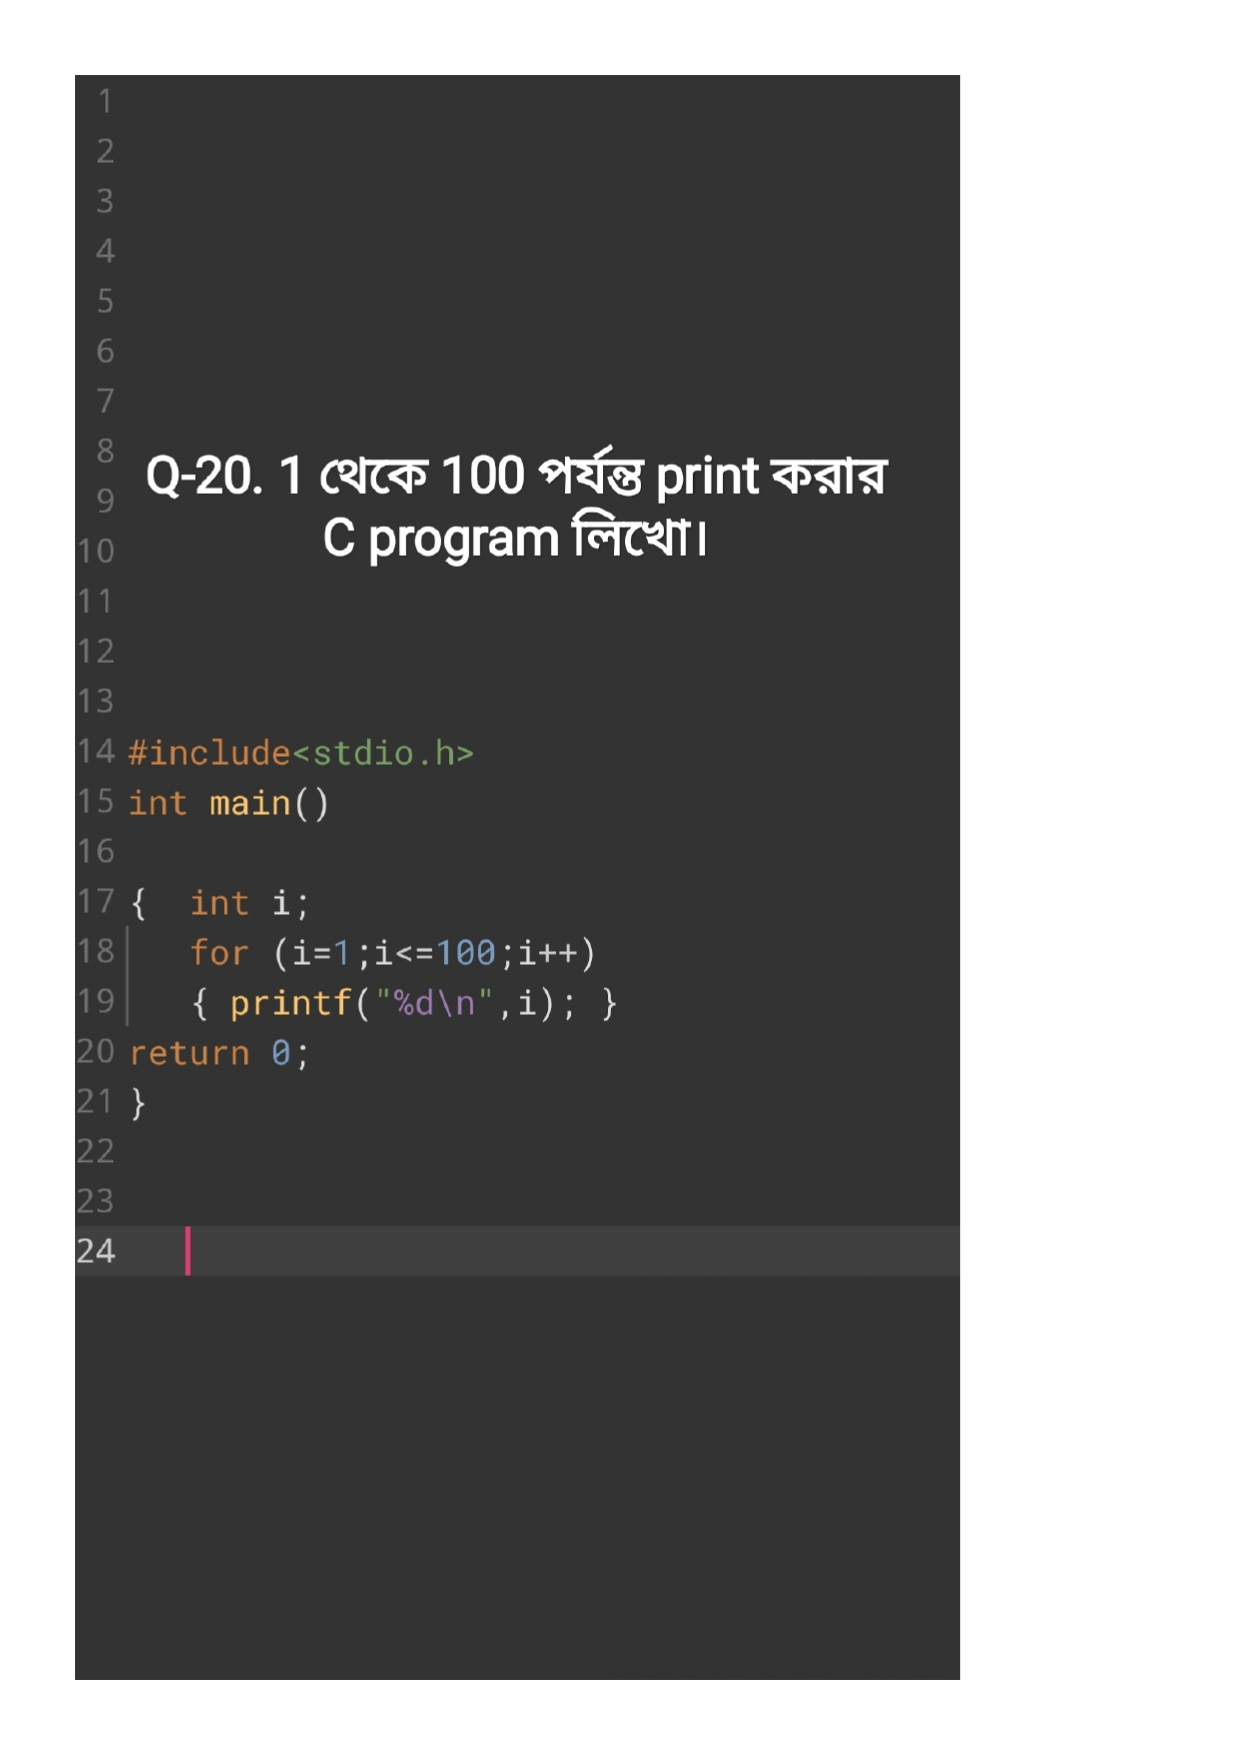 1
2
3
4
5
6
7
8
Q-20. 1 থেকে 100 পর্যন্ত print করার
9
C program লিখো।
10
11
12
13
14 #include<stdio.h>
15 int main()
16
17 {  int i;
18    for (i=1;i<=100;i++)
19    { printf("%d\n",i); }
20 return 0;
21 }
22
23
24